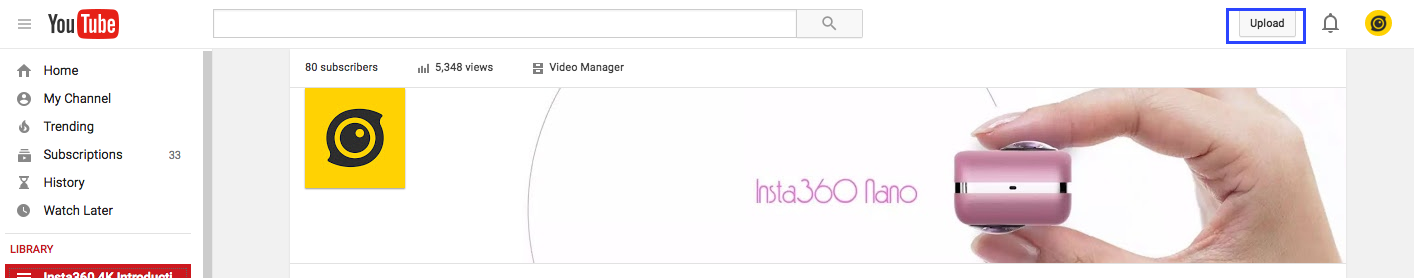 YouTube
Upload
80 subscribers 5,348 views Video Manager
Home
My Channel
Trending
Subscriptions 33
History
Watch Later
LIBRARY
Insta360 4K Introducti
Insta360 Nano